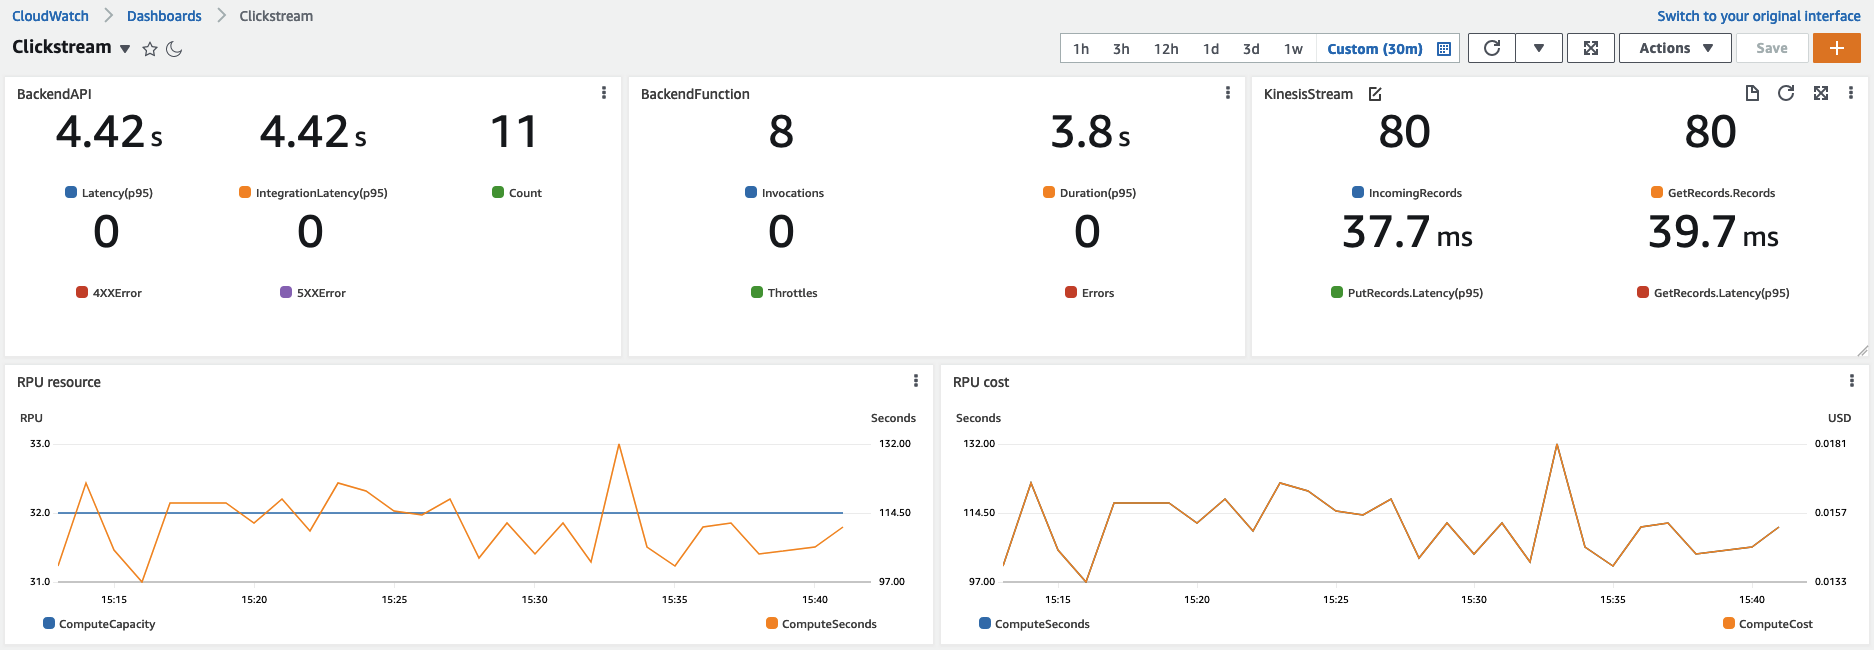 CloudWatch Dashboards Clickstream
Switch to your original interface
Clickstream
1h 3h 12h 1d 3d 1w Custom (30m)
Actions
Save
BackendAPI
4.42 s 4.42 s 11
Latency(p95) IntegrationLatency(p95) Count
0 0
4XXError 5XXError
BackendFunction
8 3.8 s
Invocations Duration(p95)
0 0
Throttles Errors
KinesisStream
80 80
IncomingRecords GetRecords.Records
37.7 ms 39.7 ms
PutRecords.Latency(p95) GetRecords.Latency(p95)
RPU resource
RPU Seconds
33.0 132.00
32.0 114.50
31.0 97.00
15:15 15:20 15:25 15:30 15:35 15:40
ComputeCapacity ComputeSeconds
RPU cost
Seconds USD
132.00 0.0181
114.50 0.0157
97.00 0.0133
15:15 15:20 15:25 15:30 15:35 15:40
ComputeSeconds ComputeCost